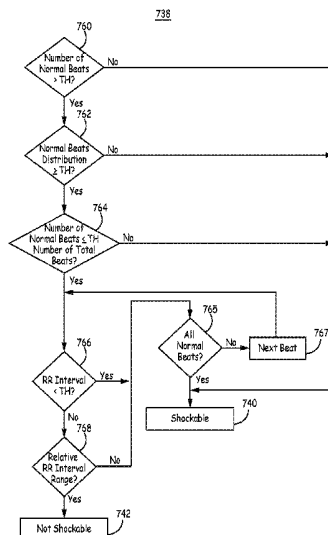 738
760
Number of
Normal Beats
> TH?
No
Yes
762
Normal Beats
Distribution
≥ TH?
No
Yes
764
Number of
Normal Beats ≤ TH
Number of Total
Beats?
No
Yes
765
All
Normal
Beats?
No
767
Next Beat
Yes
766
RR Interval
< TH?
Yes
No
740
Shockable
768
Relative
RR Interval
Range?
No
Yes
742
Not Shockable